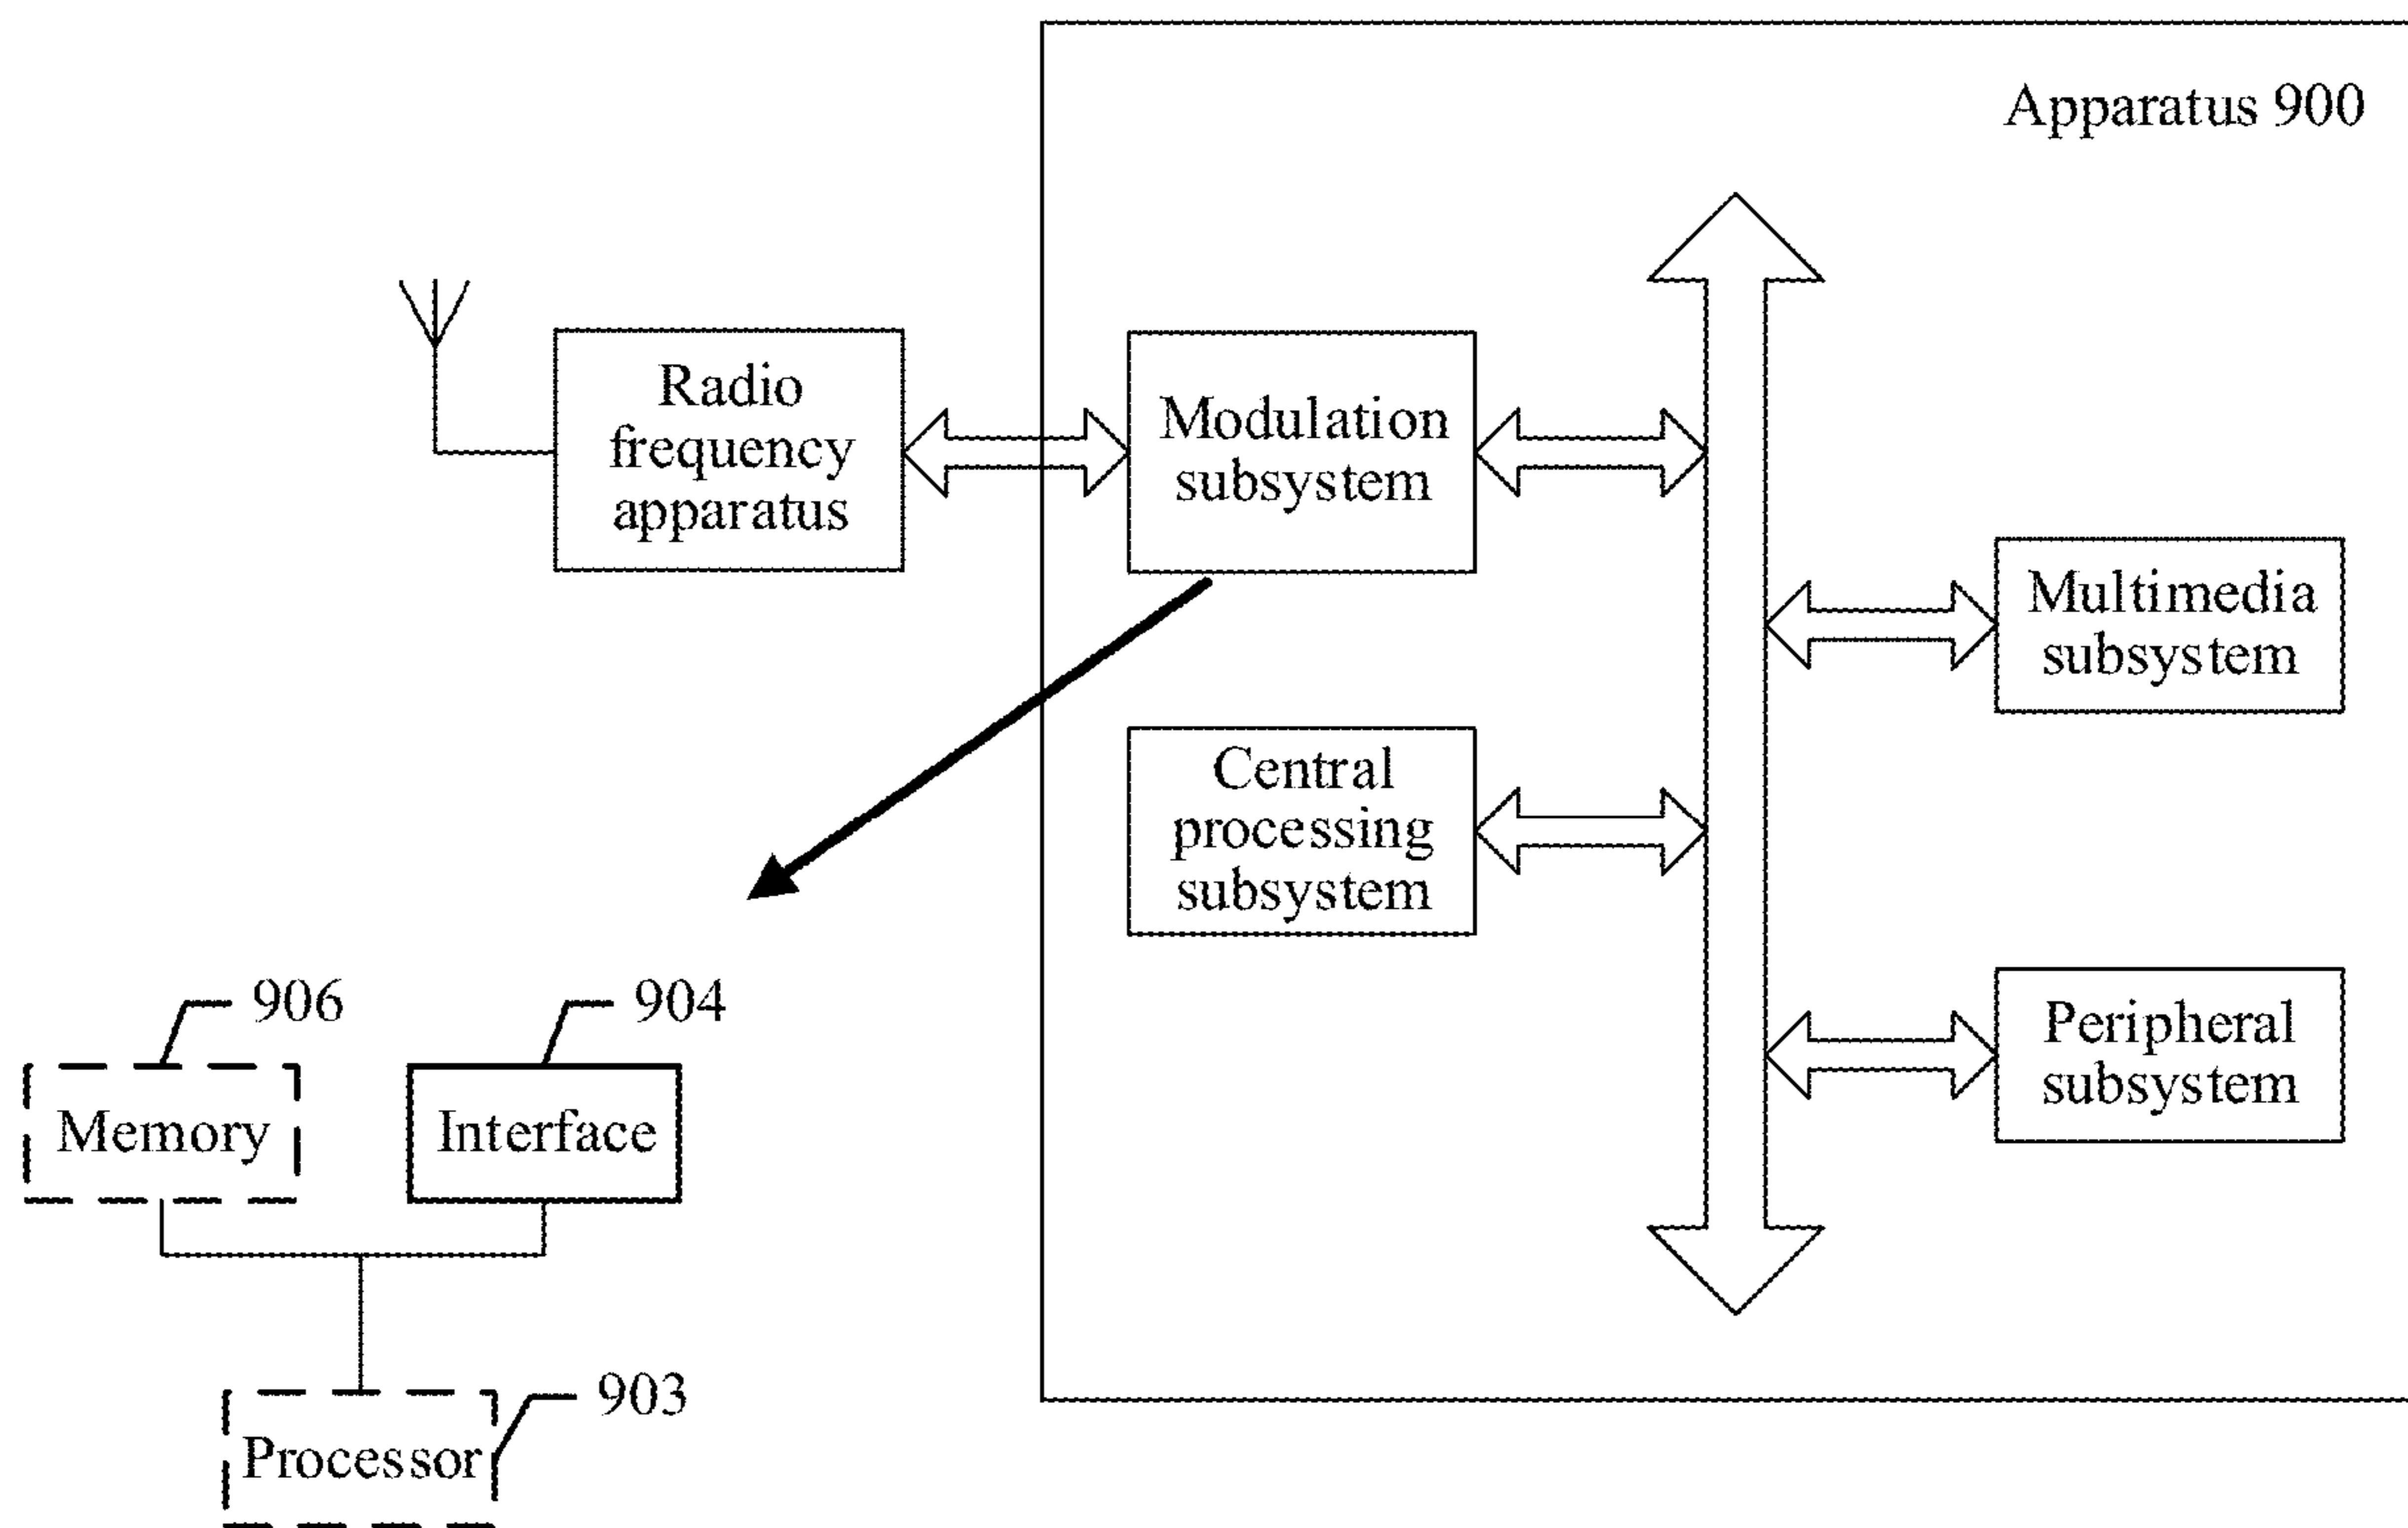 Apparatus 900
Radio
frequency
apparatus
Modulation
subsystem
Multimedia
subsystem
Central
processing
subsystem
Peripheral
subsystem
906
904
Memory
Interface
903
Processor